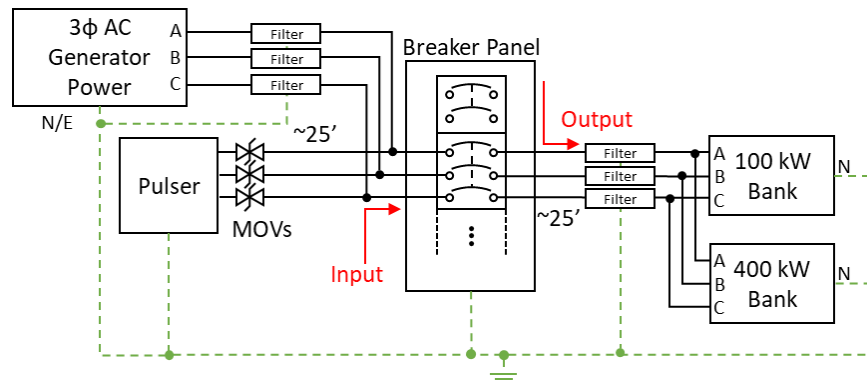 3ϕ AC
Generator
Power
A
B
C
Filter
Filter
Filter
N/E
Breaker Panel
Output
~25’
Pulser
MOVs
Input
~25’
Filter
Filter
Filter
A
B
C
100 kW
Bank
N
A
B
C
400 kW
Bank
N